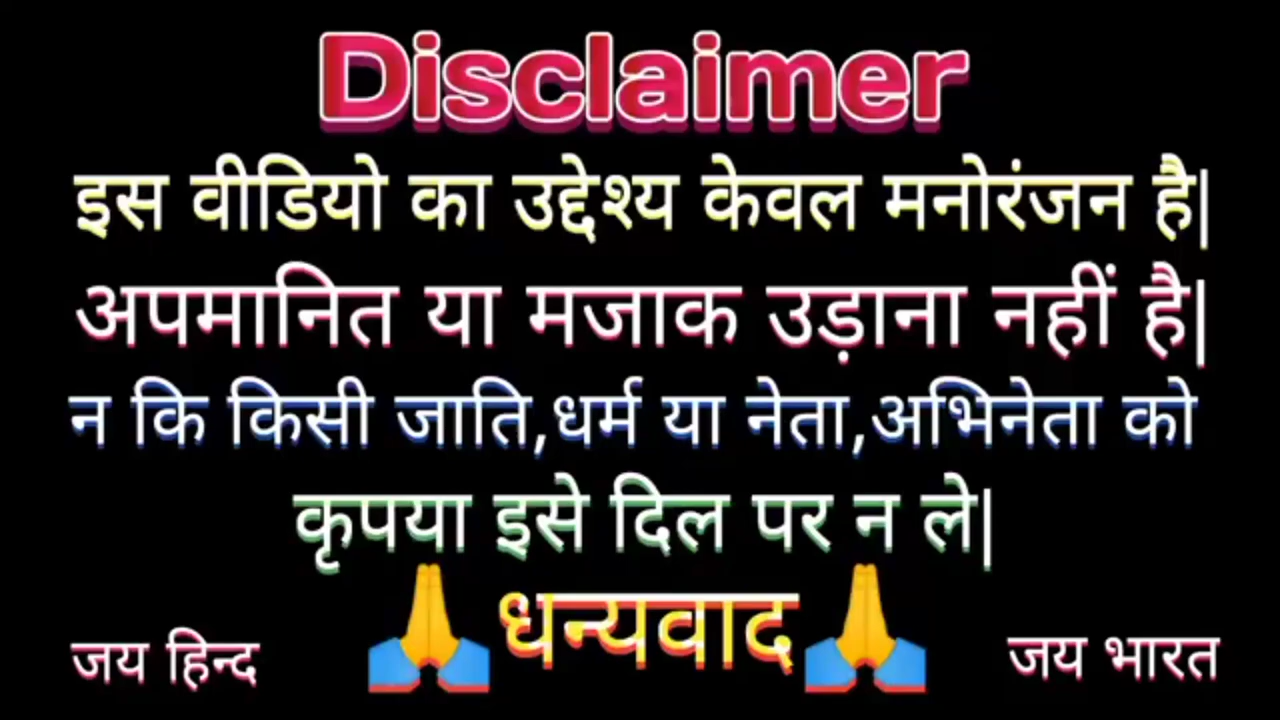 Disclaimer
इस वीडियो का उद्देश्य केवल मनोरंजन है|
अपमानित या मजाक उड़ाना नहीं है|
न कि किसी जाति,धर्म या नेता,अभिनेता को
कृपया इसे दिल पर न ले|
🙏धन्यवाद🙏
जय हिन्द
जय भारत